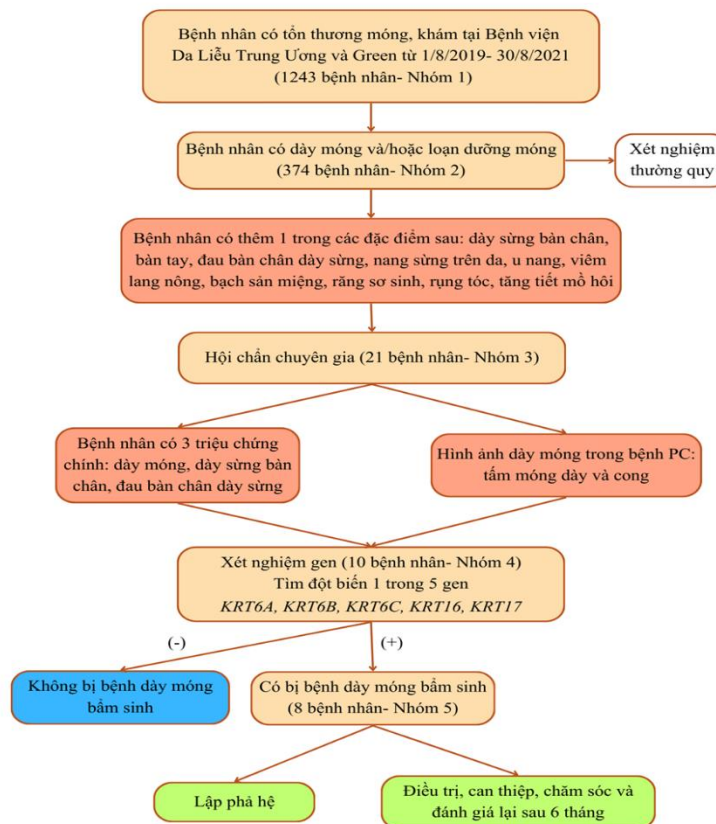 Bệnh nhân có tổn thương móng, khám tại Bệnh viện
Da Liễu Trung Ương và Green từ 1/8/2019- 30/8/2021
(1243 bệnh nhân- Nhóm 1)
Bệnh nhân có dày móng và/hoặc loạn dưỡng móng
(374 bệnh nhân- Nhóm 2)
Xét nghiệm
thường quy
Bệnh nhân có thêm 1 trong các đặc điểm sau: dày sừng bàn chân,
bàn tay, đau bàn chân dày sừng, nang sừng trên da, u nang, viêm
lang nông, bạch sản miệng, răng sơ sinh, rụng tóc, tăng tiết mồ hôi
Hội chẩn chuyên gia (21 bệnh nhân- Nhóm 3)
Bệnh nhân có 3 triệu chứng
chính: dày móng, dày sừng bàn
chân, đau bàn chân dày sừng
Hình ảnh dày móng trong bệnh PC:
tấm móng dày và cong
Xét nghiệm gen (10 bệnh nhân- Nhóm 4)
Tìm đột biến 1 trong 5 gen
KRT6A, KRT6B, KRT6C, KRT16, KRT17
(-)
(+)
Không bị bệnh dày móng
bẩm sinh
Có bị bệnh dày móng bẩm sinh
(8 bệnh nhân- Nhóm 5)
Lập phả hệ
Điều trị, can thiệp, chăm sóc và
đánh giá lại sau 6 tháng